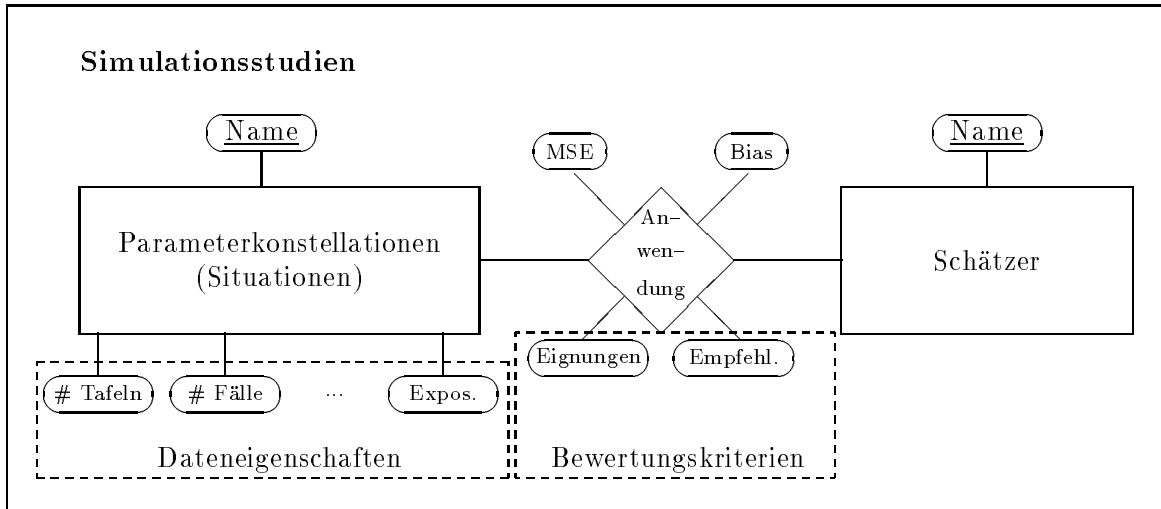 Simulationsstudien
Name
MSE
Bias
Name
Parameterkonstellationen
(Situationen)
An–
wen–
dung
Schätzer
Eignungen
Empfehl.
# Tafeln
# Fälle
...
Expos.
Dateneigenschaften
Bewertungskriterien